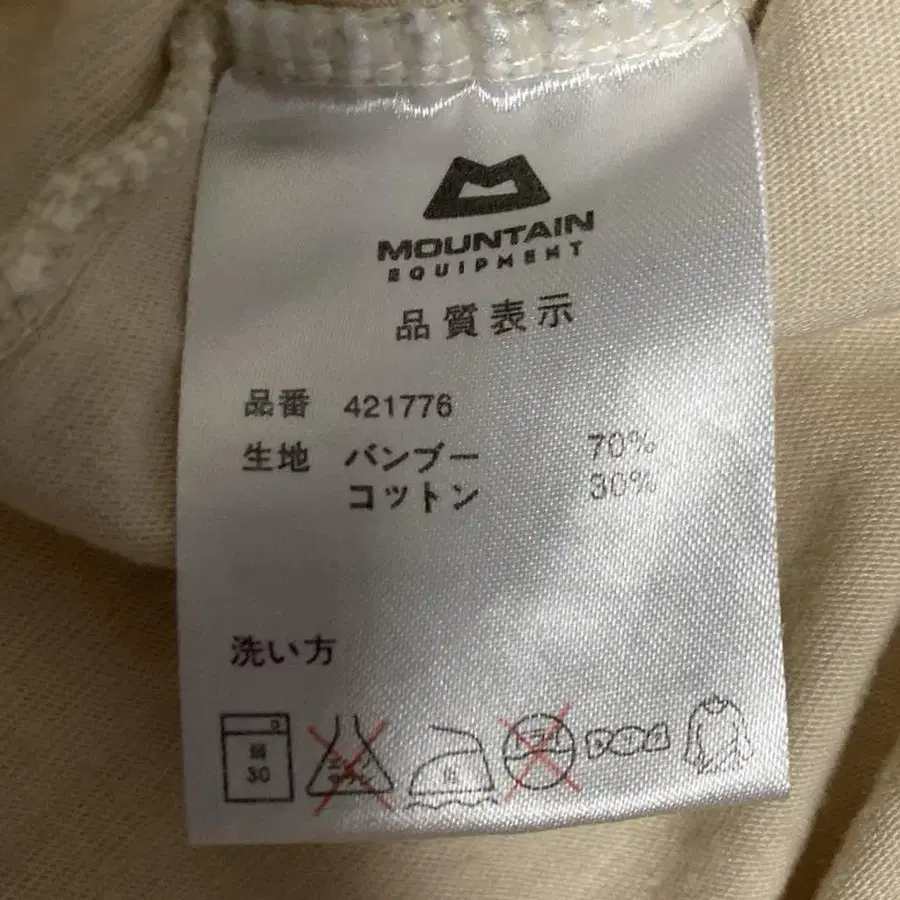 MOUNTAIN
EQUIPMENT
品質表示
品番 421776
生地 バンブー 70%
コットン 30%
洗い方
30